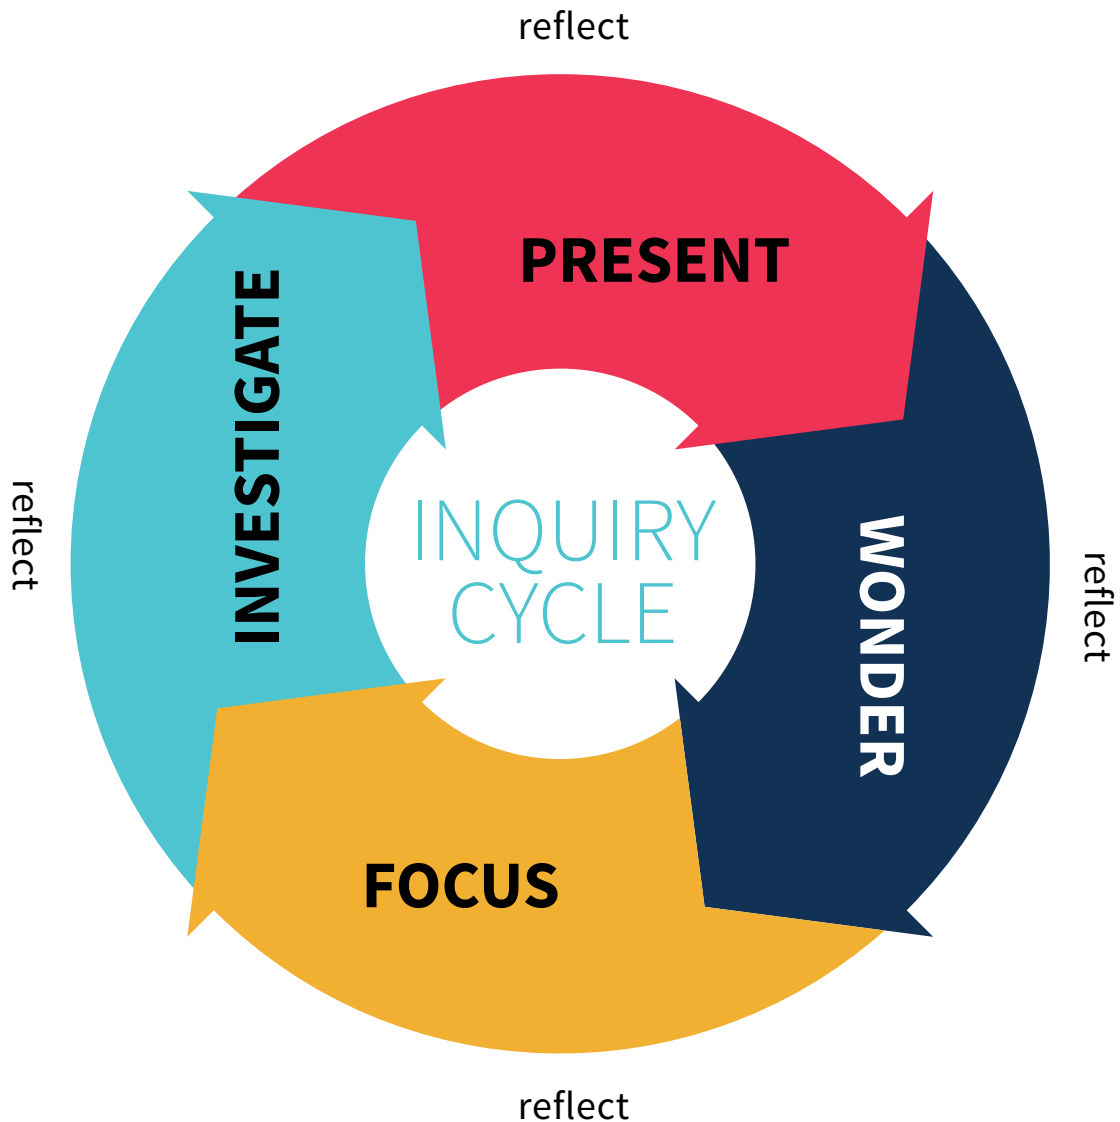 reflect
PRESENT
INVESTIGATE
reflect
INQUIRY
CYCLE
WONDER
reflect
FOCUS
reflect